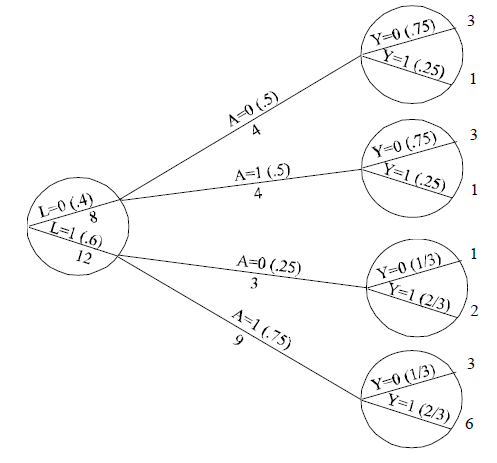 L=0 (.4)
8
L=1 (.6)
12
A=0 (.5)
4
A=1 (.5)
4
A=0 (.25)
3
A=1 (.75)
9
Y=0 (.75)
3
Y=1 (.25)
1
Y=0 (.75)
3
Y=1 (.25)
1
Y=0 (1/3)
1
Y=1 (2/3)
2
Y=0 (1/3)
3
Y=1 (2/3)
6